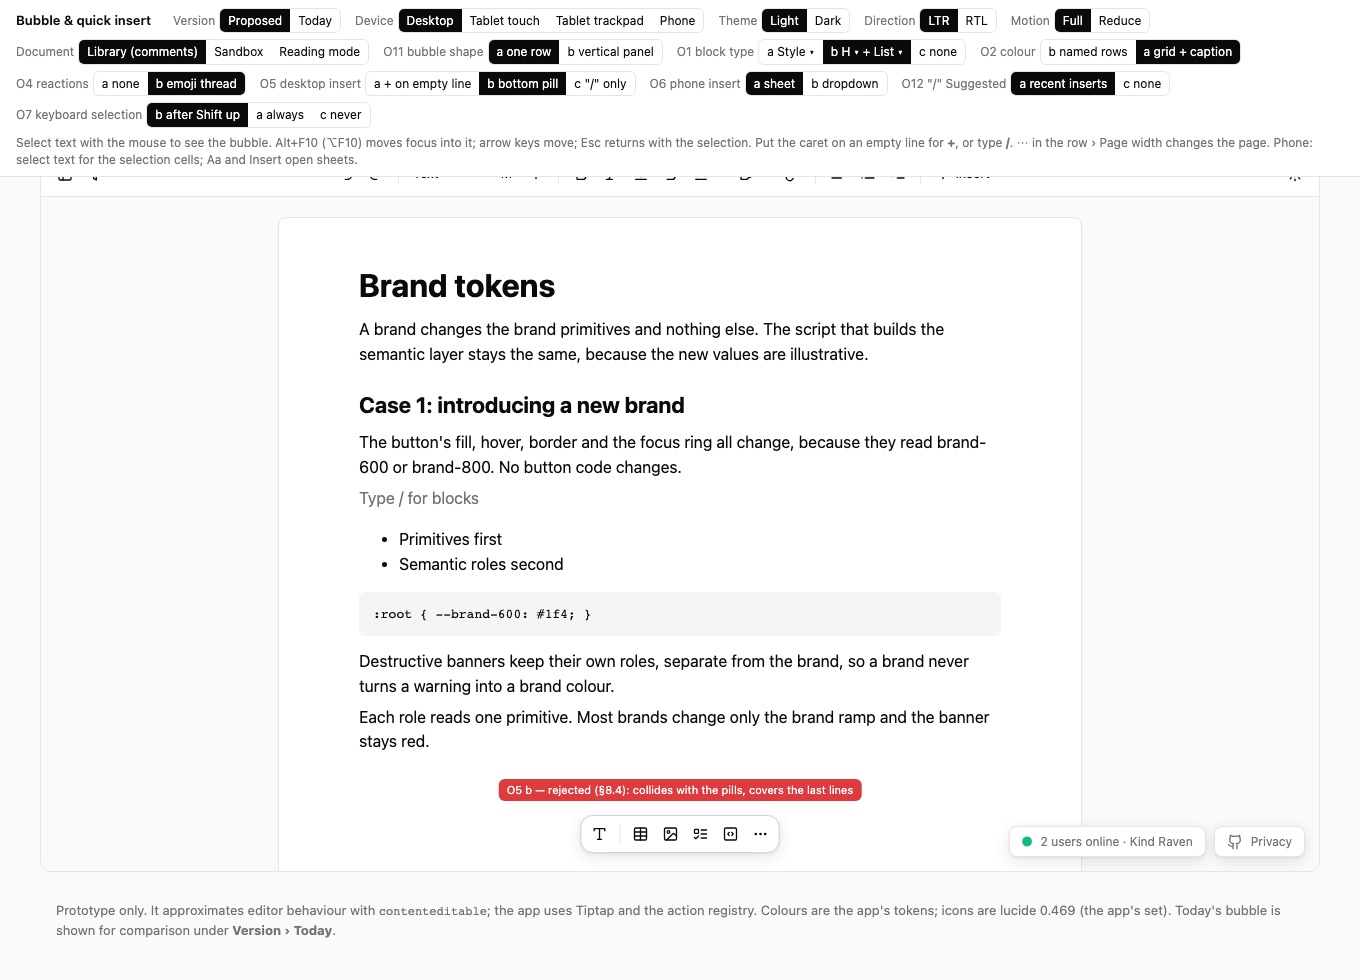 Bubble & quick insert Version Proposed Today Device Desktop Tablet touch Tablet trackpad Phone Theme Light Dark Direction LTR RTL Motion Full Reduce
Document Library (comments) Sandbox Reading mode O11 bubble shape a one row b vertical panel O1 block type a Style ▾ b H ▾ + List ▾ c none O2 colour b named rows a grid + caption
O4 reactions a none b emoji thread O5 desktop insert a + on empty line b bottom pill c "/" only O6 phone insert a sheet b dropdown O12 "/" Suggested a recent inserts c none
O7 keyboard selection b after Shift up a always c never
Select text with the mouse to see the bubble. Alt+F10 (⌥F10) moves focus into it; arrow keys move; Esc returns with the selection. Put the caret on an empty line for +, or type /. ··· in the row › Page width changes the page. Phone:
select text for the selection cells; Aa and Insert open sheets.
Brand tokens
A brand changes the brand primitives and nothing else. The script that builds the
semantic layer stays the same, because the new values are illustrative.
Case 1: introducing a new brand
The button's fill, hover, border and the focus ring all change, because they read brand-
600 or brand-800. No button code changes.
Type / for blocks
• Primitives first
• Semantic roles second
:root { --brand-600: #1f4; }
Destructive banners keep their own roles, separate from the brand, so a brand never
turns a warning into a brand colour.
Each role reads one primitive. Most brands change only the brand ramp and the banner
stays red.
O5 b — rejected (§8.4): collides with the pills, covers the last lines
2 users online · Kind Raven Privacy
Prototype only. It approximates editor behaviour with contenteditable; the app uses Tiptap and the action registry. Colours are the app's tokens; icons are lucide 0.469 (the app's set). Today's bubble is
shown for comparison under Version › Today.